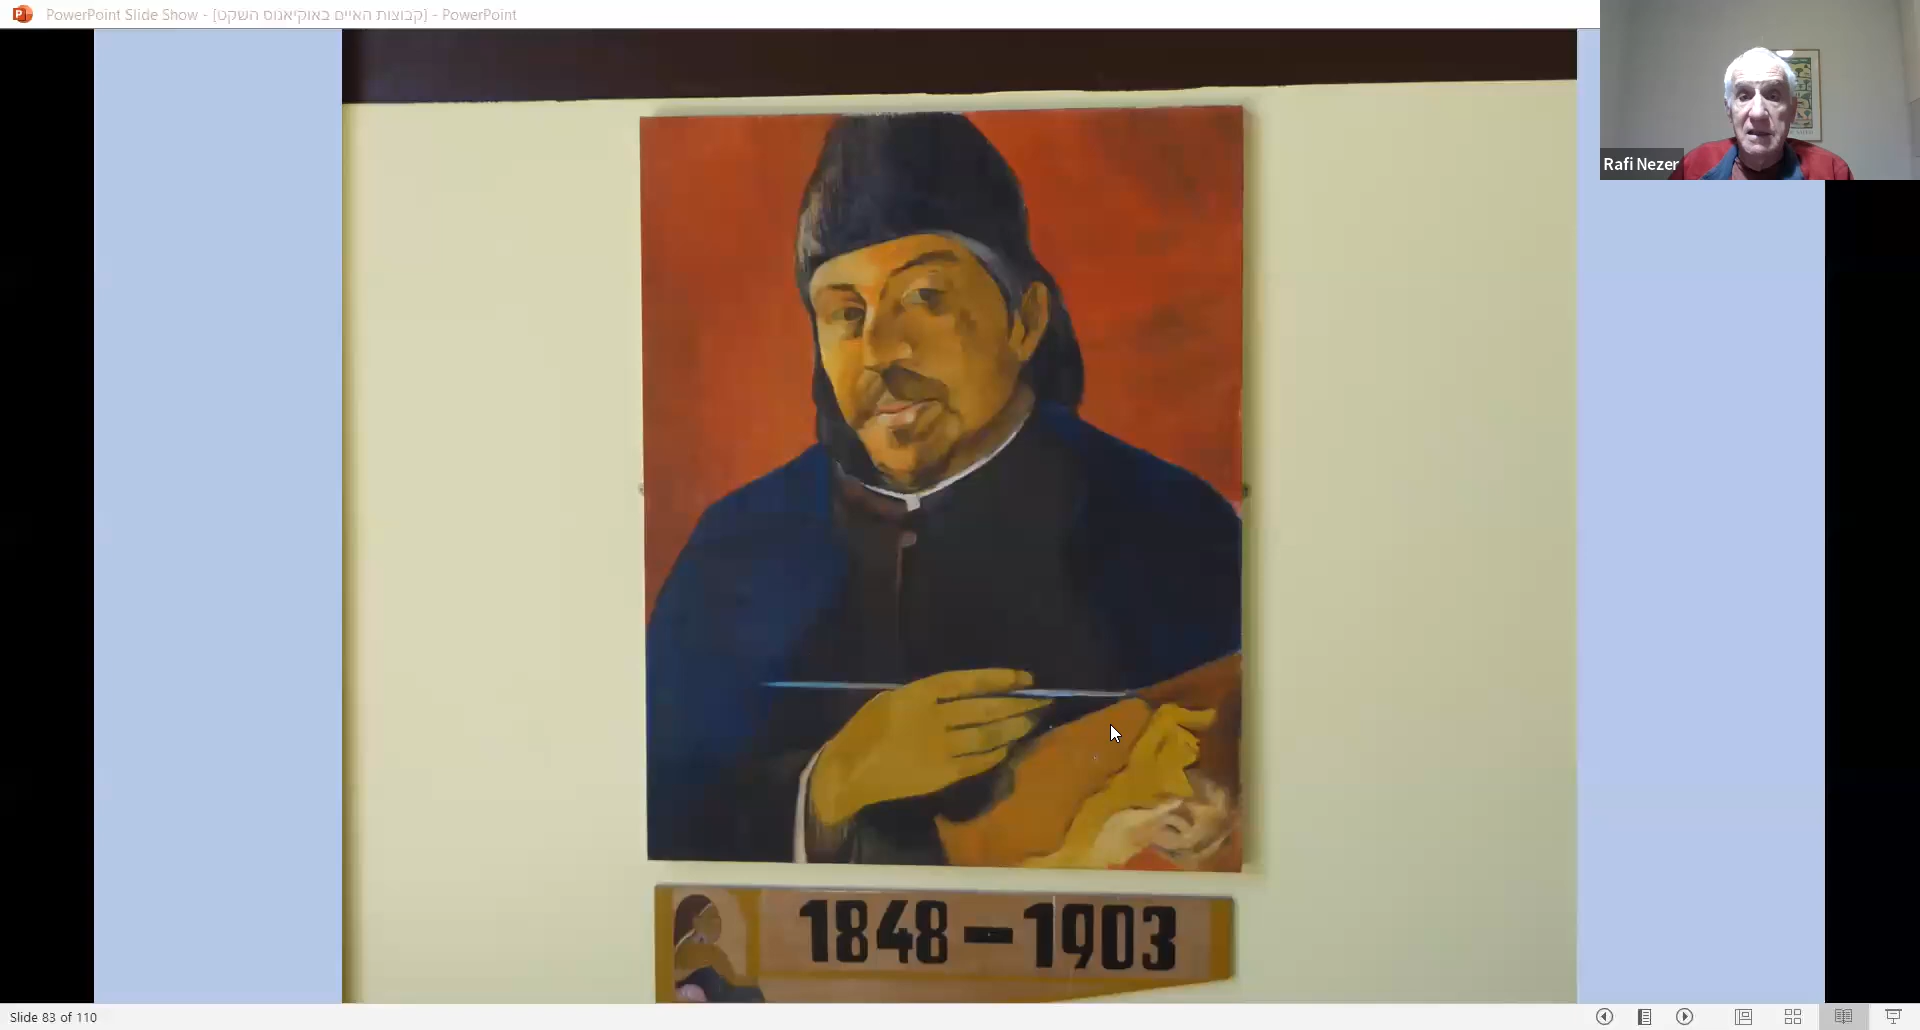 PowerPoint Slide Show - [קבוצות האיים באוקיאנוס השקט] - PowerPoint
Rafi Nezer
1848 – 1903
Slide 83 of 110